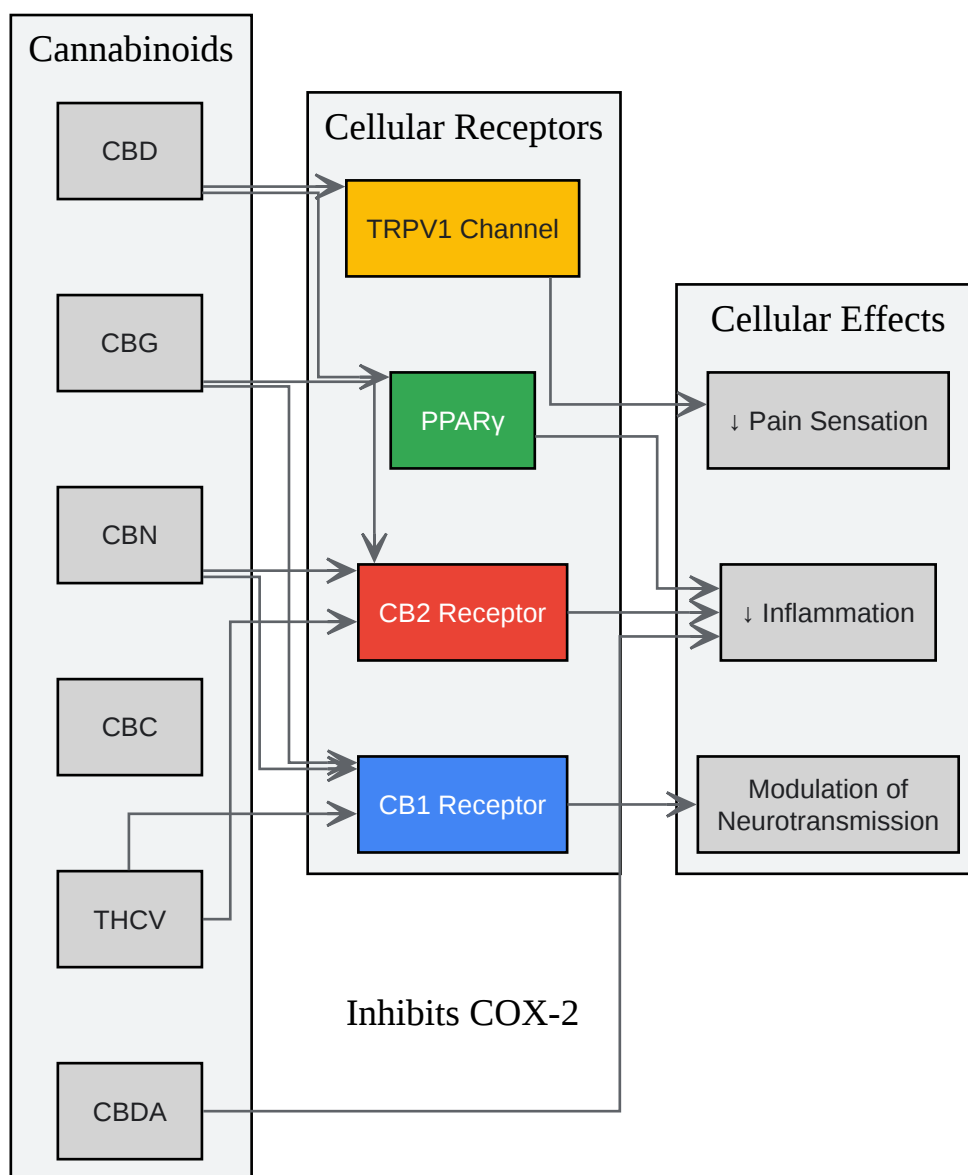 Cannabinoids
CBD
CBG
CBN
CBC
THCV
CBDA
Cellular Receptors
TRPV1 Channel
PPARγ
CB2 Receptor
CB1 Receptor
Inhibits COX-2
Cellular Effects
↓ Pain Sensation
↓ Inflammation
Modulation of
Neurotransmission